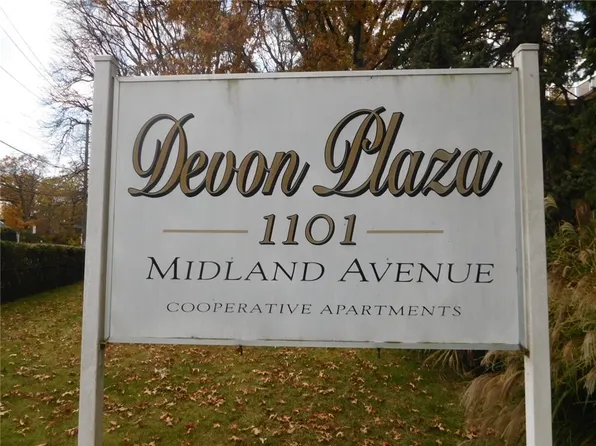 Devon Plaza
1101
MIDLAND AVENUE
COOPERATIVE APARTMENTS